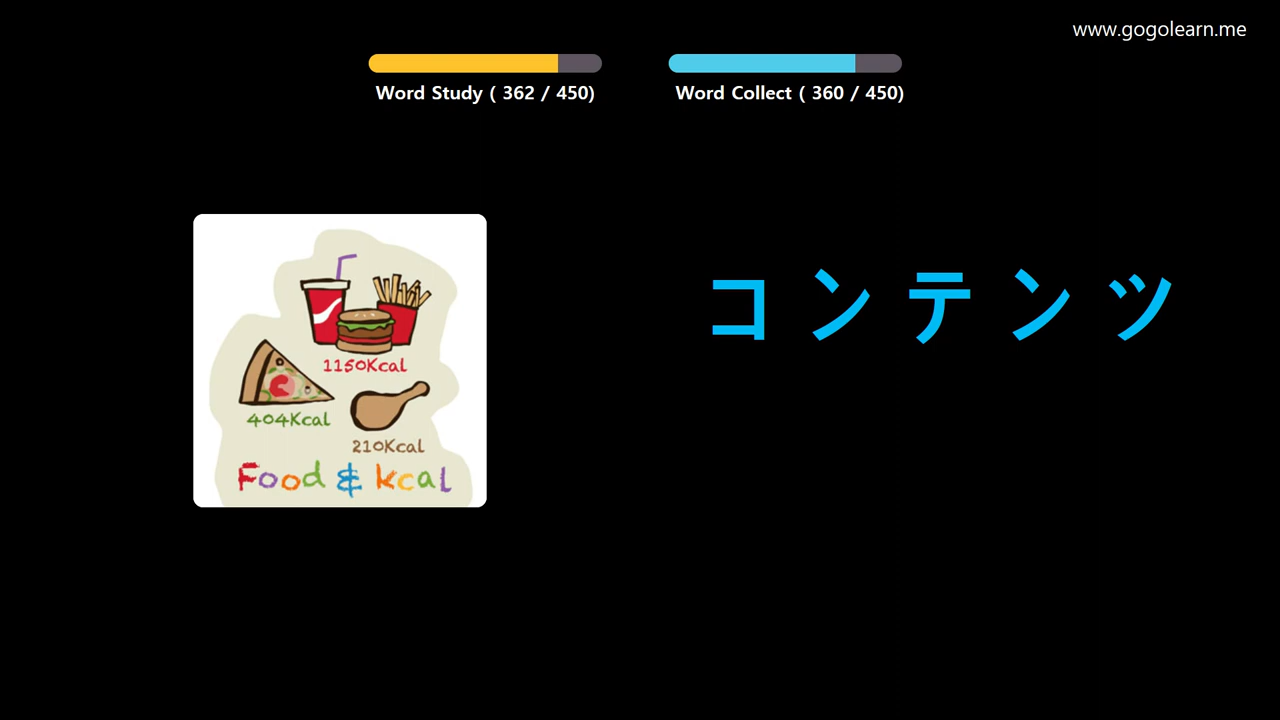 www.gogolearn.me
Word Study ( 362 / 450)
Word Collect ( 360 / 450)
コンテンツ
1150Kcal
404Kcal
210Kcal
Food & kcal